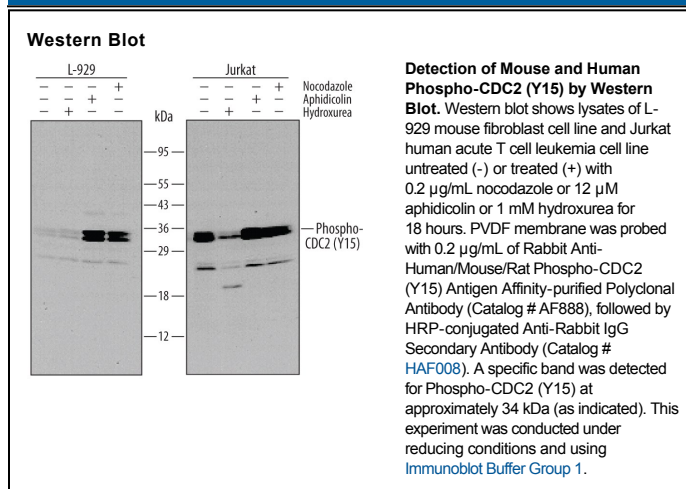 Western Blot
L-929
Jurkat
– – – + Nocodazole
– – + – Aphidicolin
– + – – Hydroxurea
– – – +
– – + –
– + – –
kDa
95
55
43
36
29
18
12
Phospho-
CDC2 (Y15)
Detection of Mouse and Human
Phospho-CDC2 (Y15) by Western
Blot. Western blot shows lysates of L-
929 mouse fibroblast cell line and Jurkat
human acute T cell leukemia cell line
untreated (-) or treated (+) with
0.2 µg/mL nocodazole or 12 µM
aphidicolin or 1 mM hydroxurea for
18 hours. PVDF membrane was probed
with 0.2 µg/mL of Rabbit Anti-
Human/Mouse/Rat Phospho-CDC2
(Y15) Antigen Affinity-purified Polyclonal
Antibody (Catalog # AF888), followed by
HRP-conjugated Anti-Rabbit IgG
Secondary Antibody (Catalog #
HAF008). A specific band was detected
for Phospho-CDC2 (Y15) at
approximately 34 kDa (as indicated). This
experiment was conducted under
reducing conditions and using
Immunoblot Buffer Group 1.